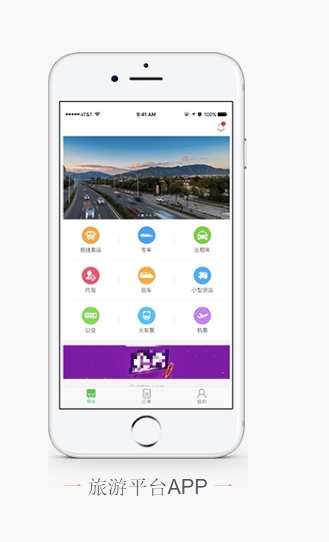 AT&T 9:41 AM 100%
班线客运 专车 出租车
代驾 包车 小型货运
公交 火车票 机票
订单 我的
旅游平台APP